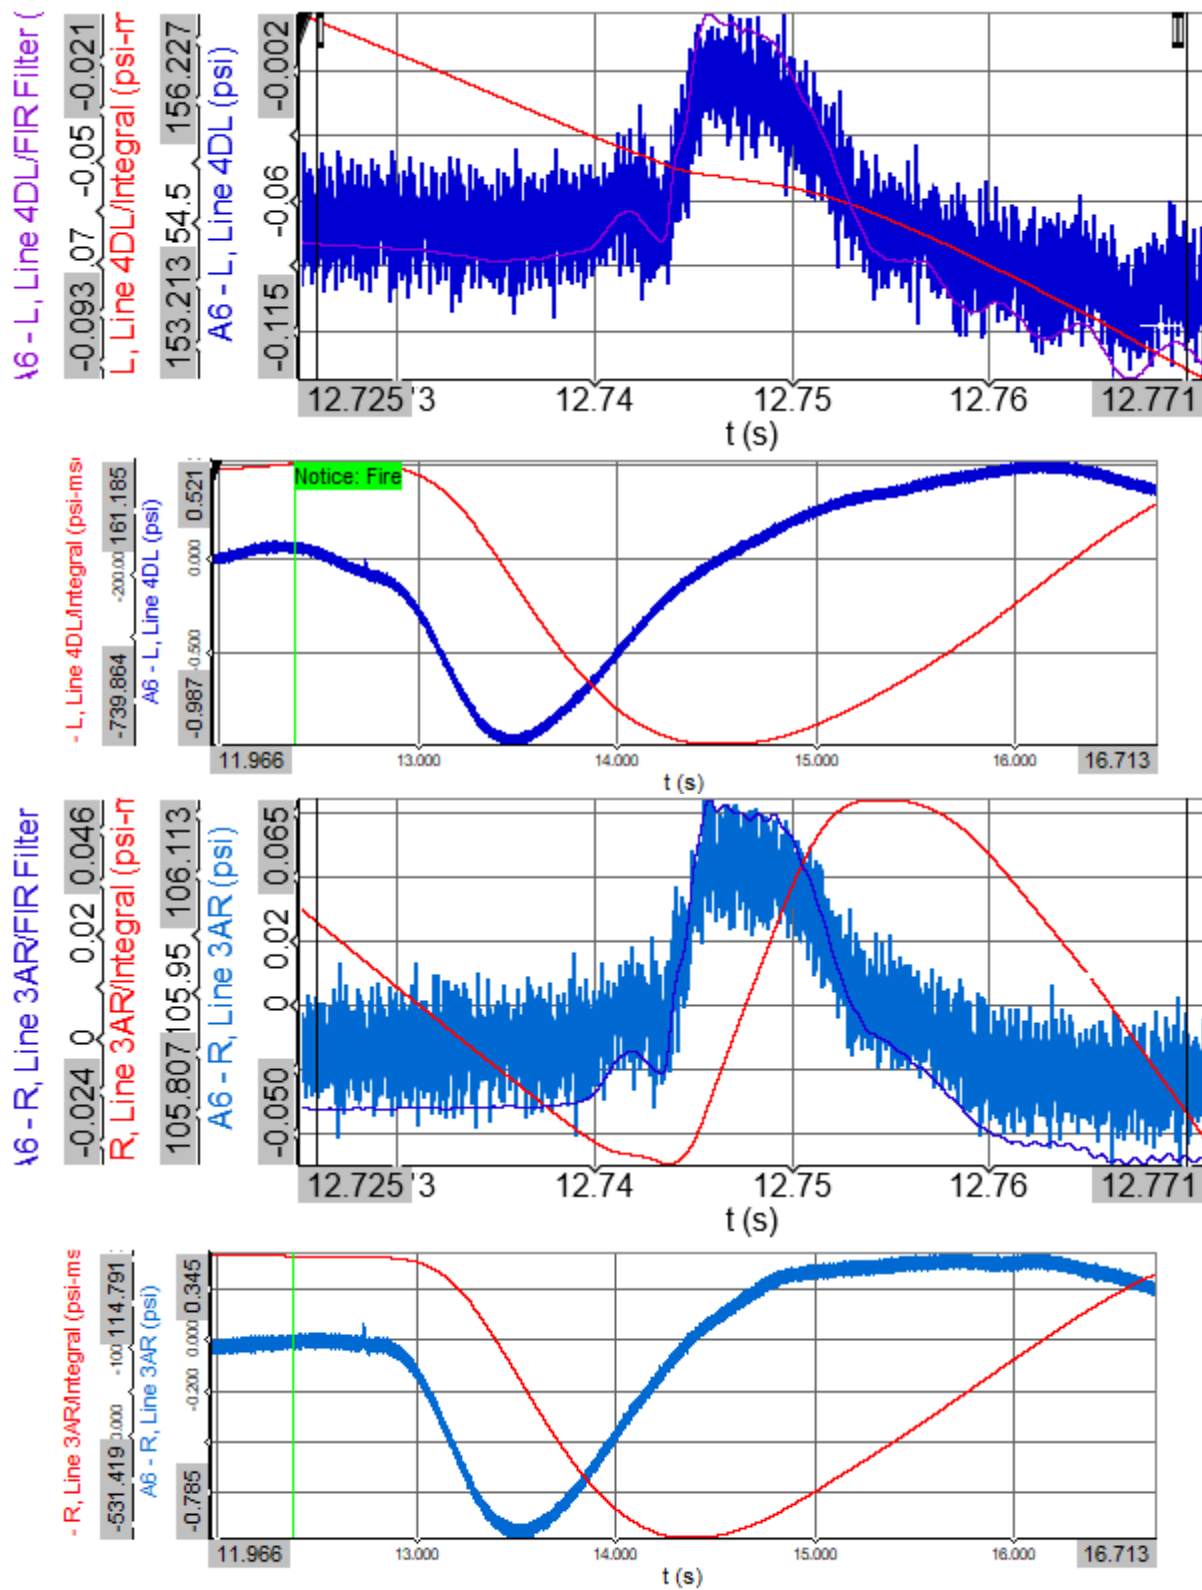 A6 - L, Line 4DL/FIR Filter (
-0.093 07 -0.05 -0.021
L, Line 4DL/Integral (psi-m
153.213 54.5 156.227
A6 - L, Line 4DL (psi)
-0.115 -0.06 -0.002
12.725 '3 12.74 12.75 12.76 12.771
t (s)
- L, Line 4DL/Integral (psi-ms
-739.864 -200.00 161.185
A6 - L, Line 4DL (psi)
-0.987 -0.500 0.000 0.521
Notice: Fire
11.966 13.000 14.000 15.000 16.000 16.713
t (s)
A6 - R, Line 3AR/FIR Filter
-0.024 0 0.02 0.046
R, Line 3AR/Integral (psi-m
105.807 105.95 106.113
A6 - R, Line 3AR (psi)
-0.050 0 0.02 0.065
12.725 '3 12.74 12.75 12.76 12.771
t (s)
- R, Line 3AR/Integral (psi-ms
-531.419 0.000 -100 114.791
A6 - R, Line 3AR (psi)
-0.785 -0.200 0.000 0.345
11.966 13.000 14.000 15.000 16.000 16.713
t (s)